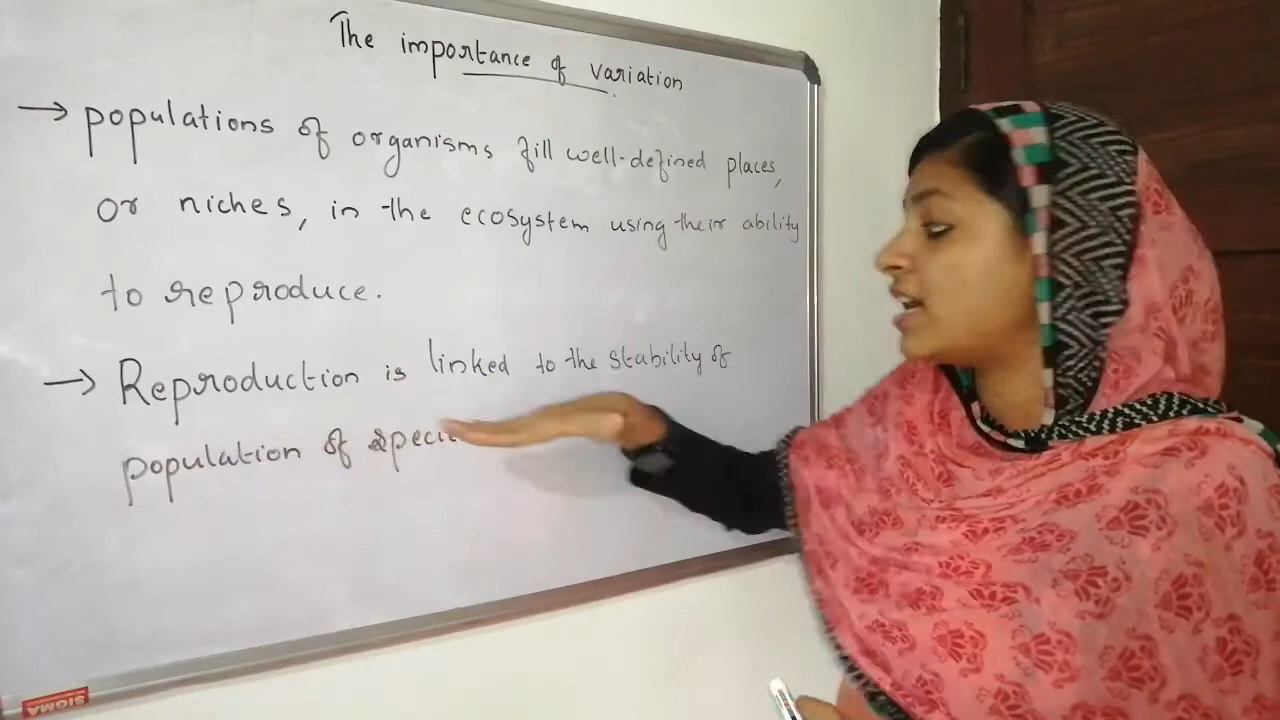 The importance of variation
→ populations of organisms fill well-defined places,
or niches, in the ecosystem using their ability
to reproduce.
→ Reproduction is linked to the stability of
population of
SIGMA